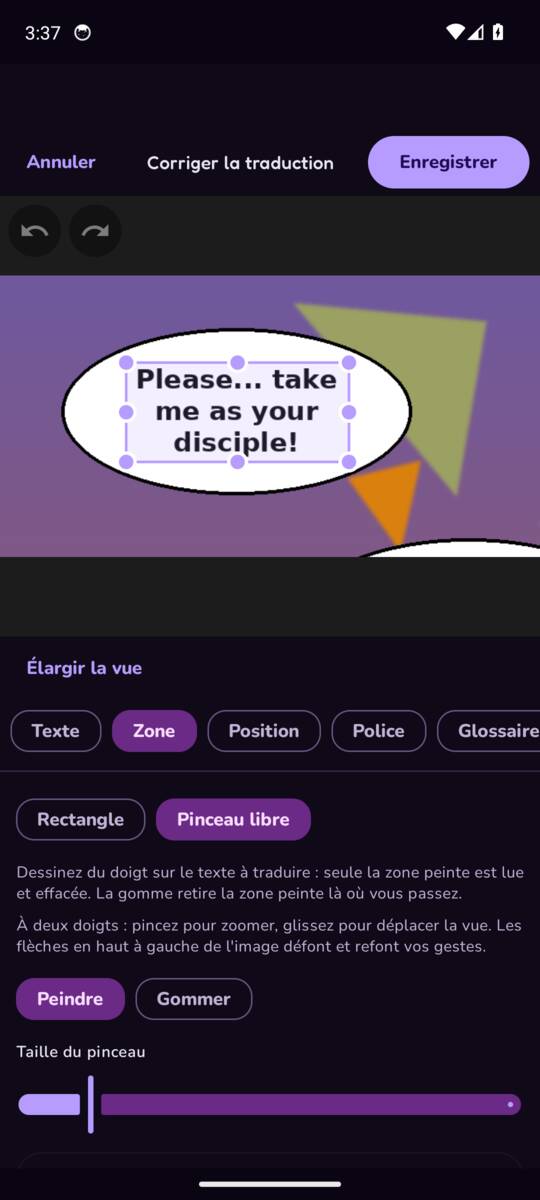 3:37
Annuler
Corriger la traduction
Enregistrer
Please... take
me as your
disciple!
Élargir la vue
Texte
Zone
Position
Police
Glossaire
Rectangle
Pinceau libre
Dessinez du doigt sur le texte à traduire : seule la zone peinte est lue
et effacée. La gomme retire la zone peinte là où vous passez.
À deux doigts : pincez pour zoomer, glissez pour déplacer la vue. Les
flèches en haut à gauche de l'image défont et refont vos gestes.
Peindre
Gommer
Taille du pinceau